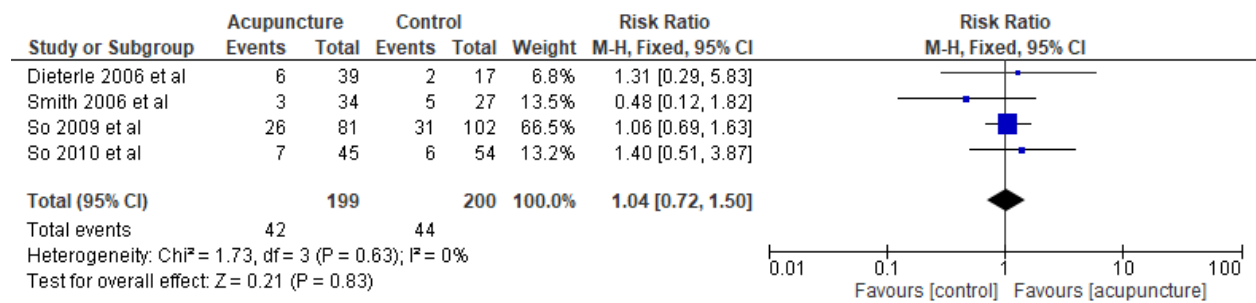 Acupuncture Control Risk Ratio Risk Ratio
Study or Subgroup Events Total Events Total Weight M-H, Fixed, 95% CI M-H, Fixed, 95% CI
Dieterle 2006 et al 6 39 2 17 6.8% 1.31 [0.29, 5.83]
Smith 2006 et al 3 34 5 27 13.5% 0.48 [0.12, 1.82]
So 2009 et al 26 81 31 102 66.5% 1.06 [0.69, 1.63]
So 2010 et al 7 45 6 54 13.2% 1.40 [0.51, 3.87]
Total (95% CI) 199 200 100.0% 1.04 [0.72, 1.50]
Total events 42 44
Heterogeneity: Chi² = 1.73, df = 3 (P = 0.63); I² = 0%
Test for overall effect: Z = 0.21 (P = 0.83)
0.01 0.1 1 10 100
Favours [control] Favours [acupuncture]